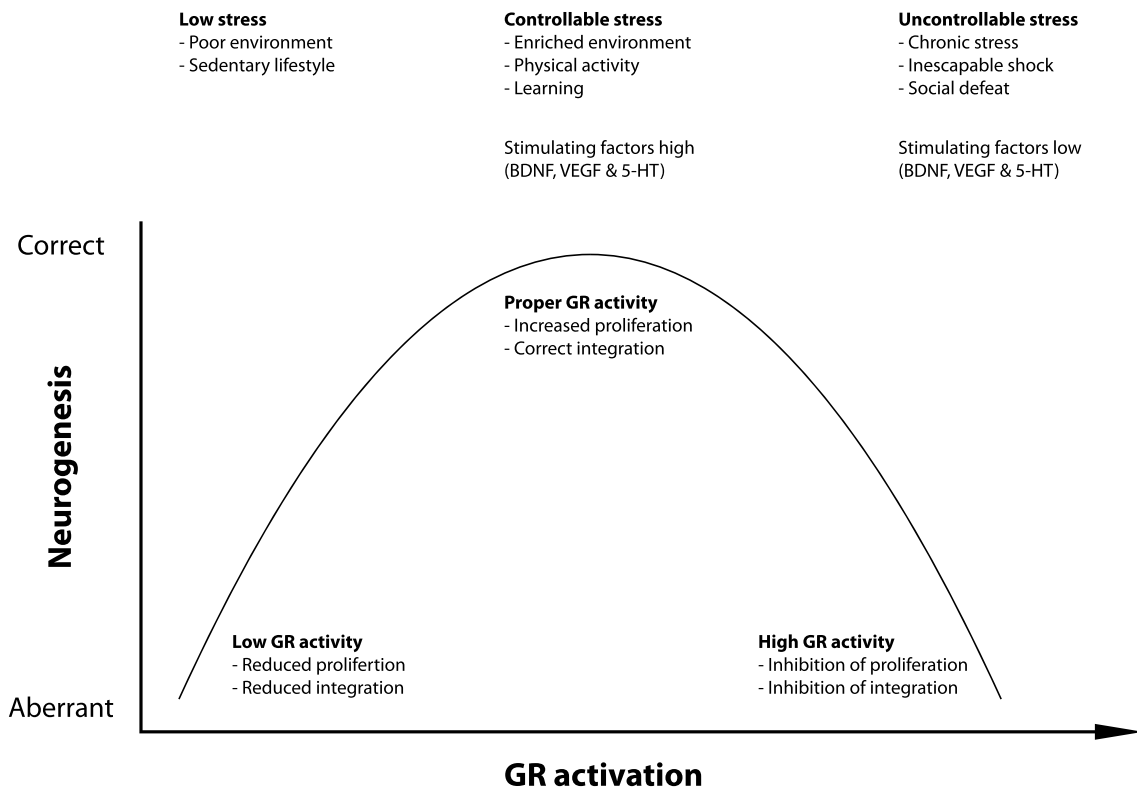 Low stress
- Poor environment
- Sedentary lifestyle
Controllable stress
- Enriched environment
- Physical activity
- Learning
Stimulating factors high
(BDNF, VEGF & 5-HT)
Uncontrollable stress
- Chronic stress
- Inescapable shock
- Social defeat
Stimulating factors low
(BDNF, VEGF & 5-HT)
Correct
Neurogenesis
Aberrant
Proper GR activity
- Increased proliferation
- Correct integration
Low GR activity
- Reduced prolifertion
- Reduced integration
High GR activity
- Inhibition of proliferation
- Inhibition of integration
GR activation